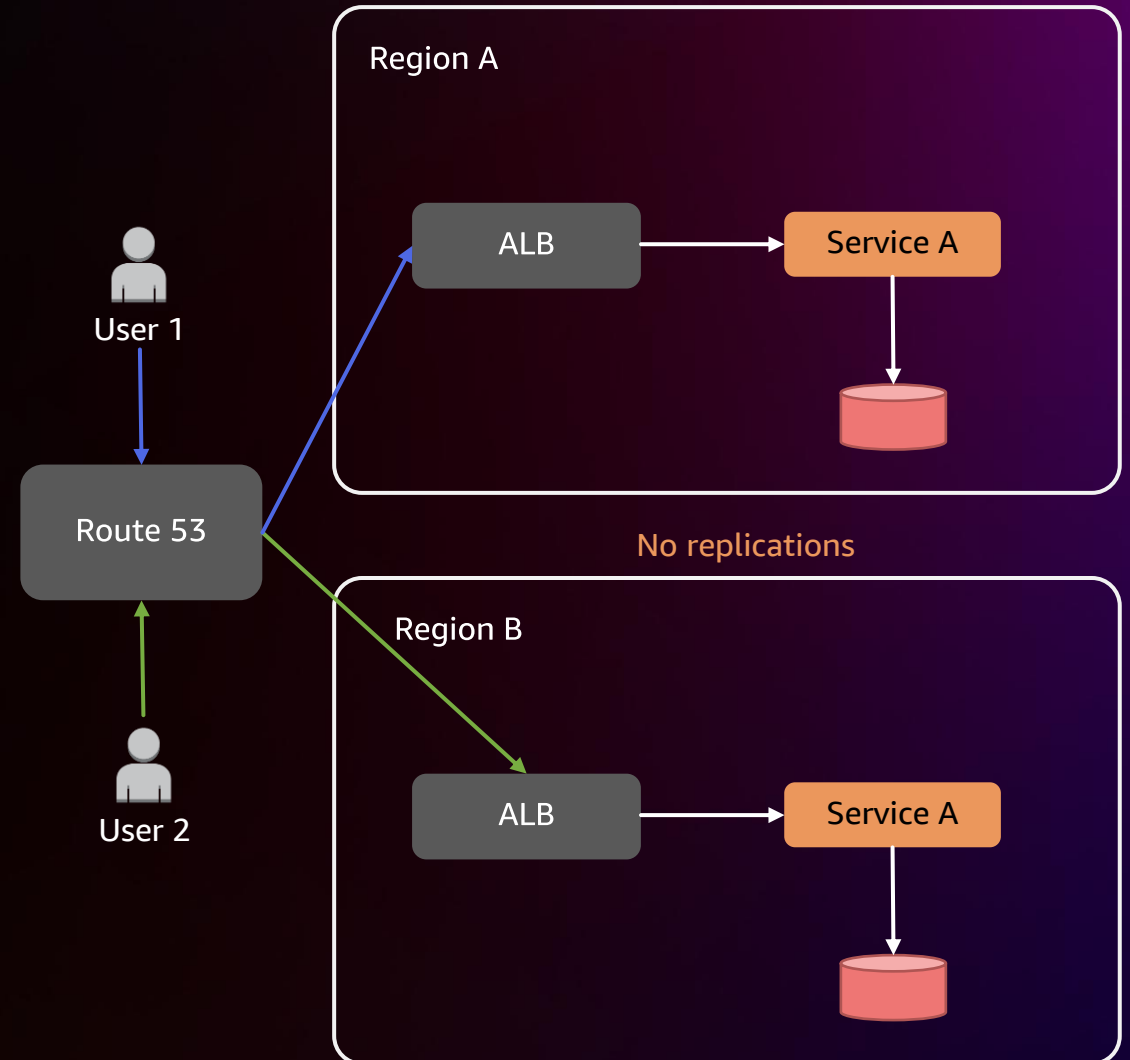 Region A
ALB
Service A
User 1
Route 53
No replications
Region B
ALB
Service A
User 2